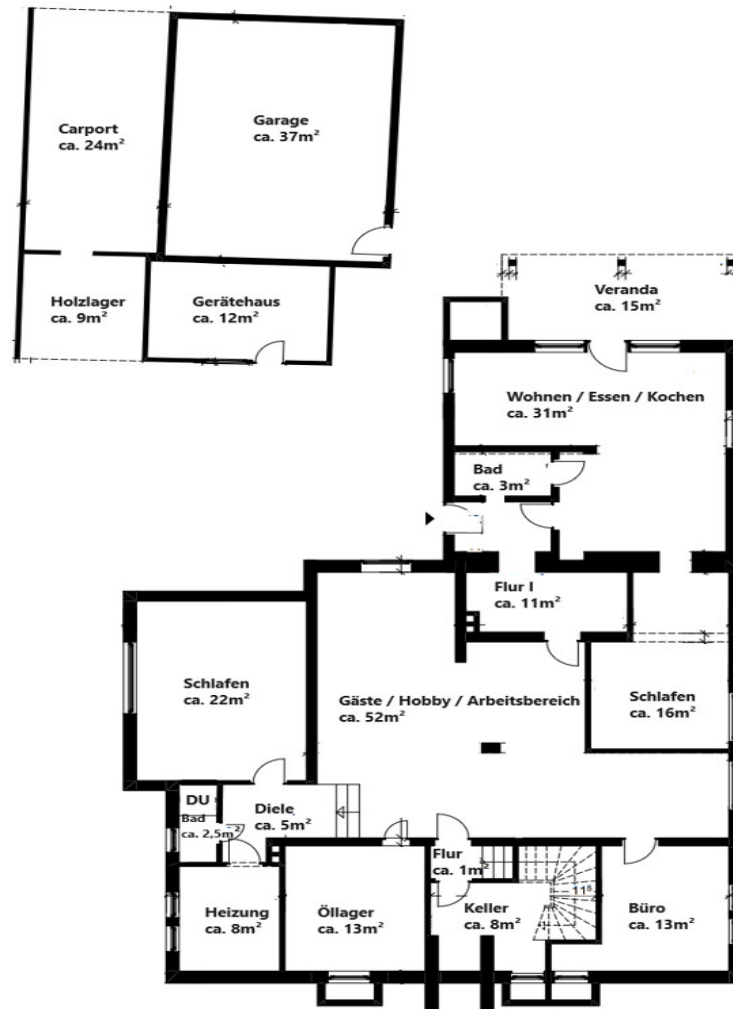 Carport
ca. 24m²
Garage
ca. 37m²
Holzlager
ca. 9m²
Gerätehaus
ca. 12m²
Veranda
ca. 15m²
Wohnen / Essen / Kochen
ca. 31m²
Bad
ca. 3m²
Flur I
ca. 11m²
Schlafen
ca. 22m²
Gäste / Hobby / Arbeitsbereich
ca. 52m²
Schlafen
ca. 16m²
DU
Bad
ca. 2,5m²
Diele
ca. 5m²
Flur
ca. 1m²
Heizung
ca. 8m²
Öllager
ca. 13m²
Keller
ca. 8m²
11⁵
Büro
ca. 13m²